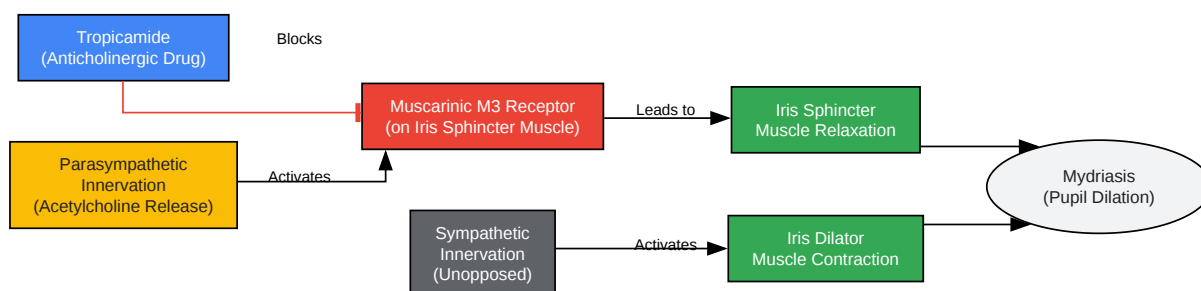 Tropicamide
(Anticholinergic Drug)
Blocks
Muscarinic M3 Receptor
(on Iris Sphincter Muscle)
Leads to
Iris Sphincter
Muscle Relaxation
Parasympathetic
Innervation
(Acetylcholine Release)
Activates
Mydriasis
(Pupil Dilation)
Sympathetic
Innervation
(Unopposed)
Activates
Iris Dilator
Muscle Contraction